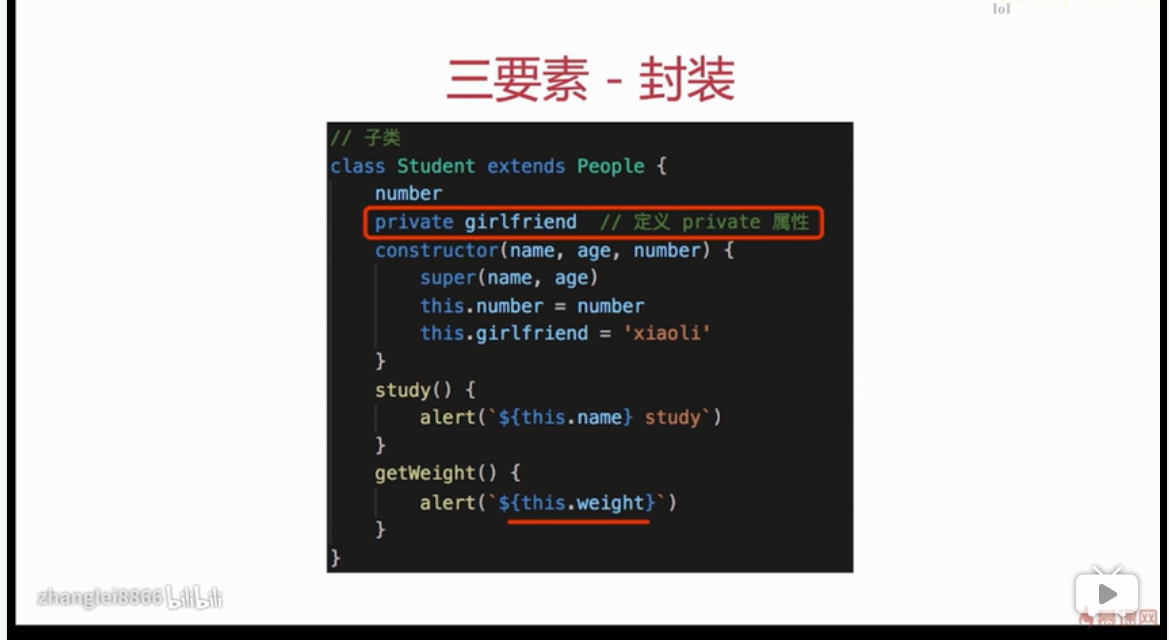 lol
三要素 - 封装
// 子类
class Student extends People {
    number
    private girlfriend  // 定义 private 属性
    constructor(name, age, number) {
        super(name, age)
        this.number = number
        this.girlfriend = 'xiaoli'
    }
    study() {
        alert(`${this.name} study`)
    }
    getWeight() {
        alert(`${this.weight}`)
    }
}
zhanglei8866 bilibili
慕课网